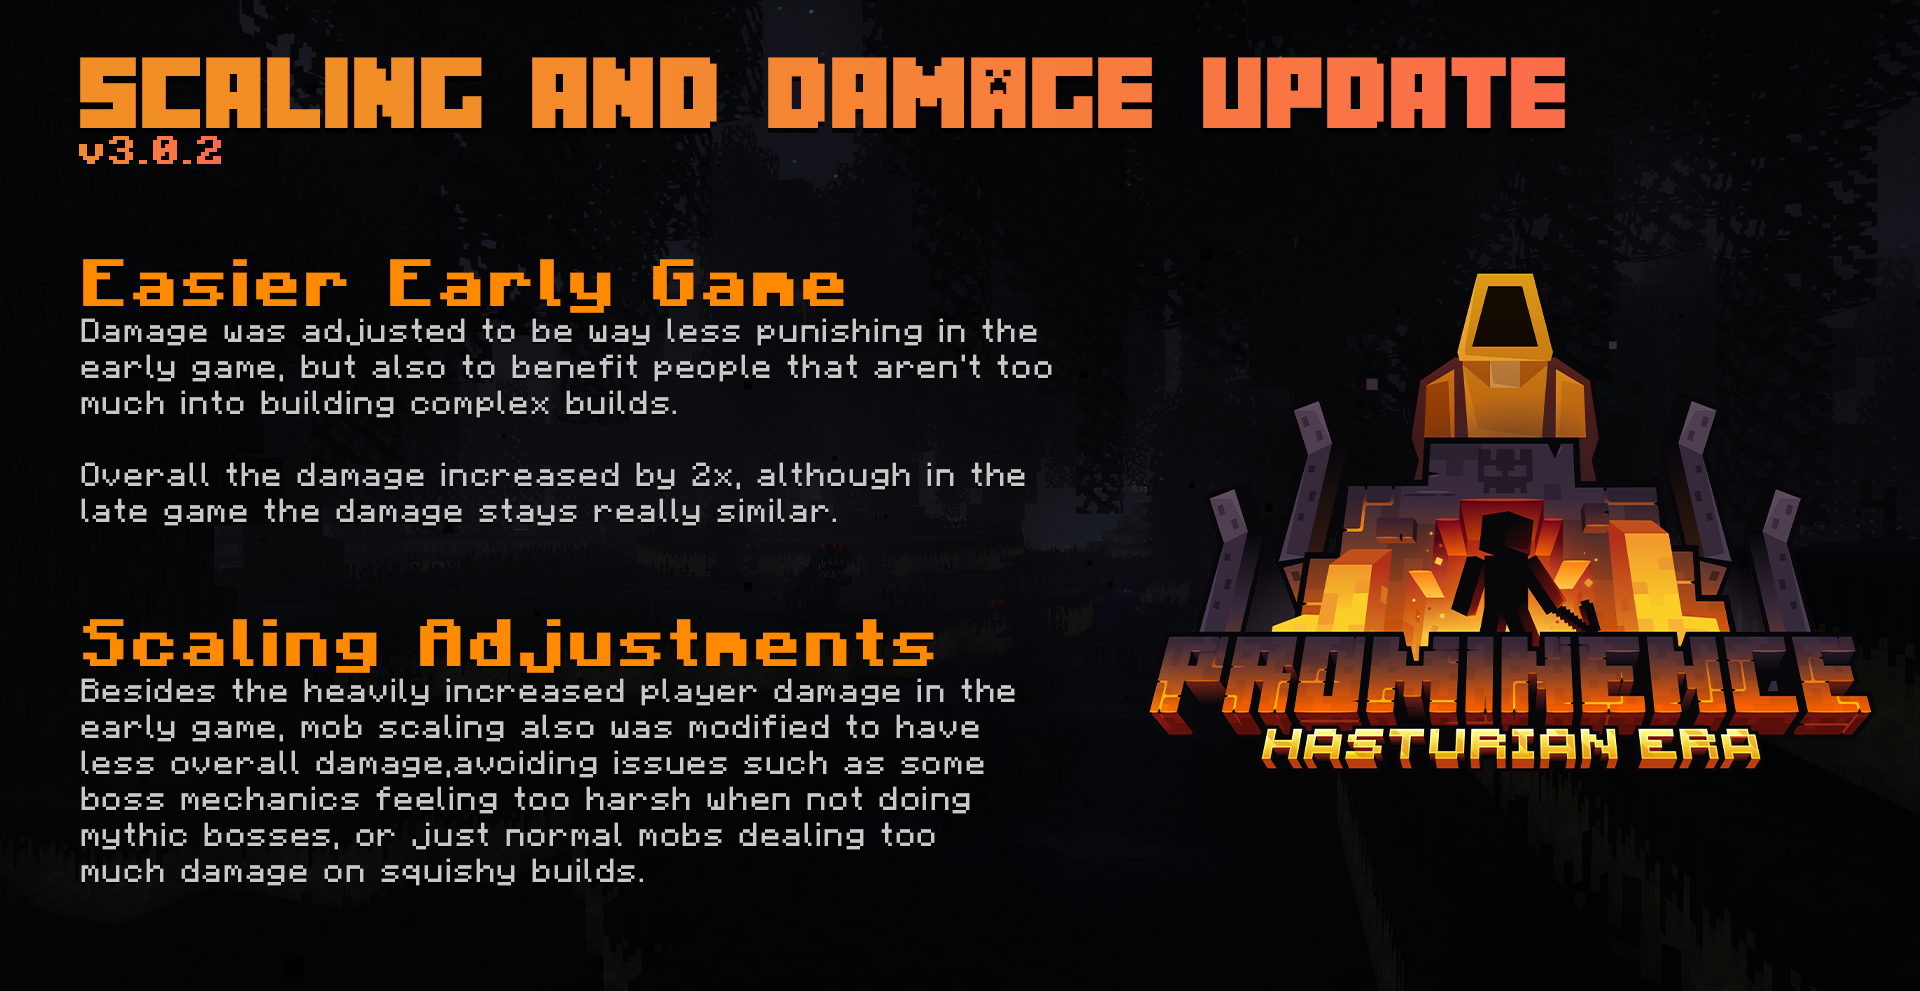 SCALING AND DAMAGE UPDATE
v3.0.2
Easier Early Game
Damage was adjusted to be way less punishing in the
early game, but also to benefit people that aren't too
much into building complex builds.
Overall the damage increased by 2x, although in the
late game the damage stays really similar.
Scaling Adjustments
Besides the heavily increased player damage in the
early game, mob scaling also was modified to have
less overall damage,avoiding issues such as some
boss mechanics feeling too harsh when not doing
mythic bosses, or just normal mobs dealing too
much damage on squishy builds.
PROMINENCE
HASTURIAN ERA